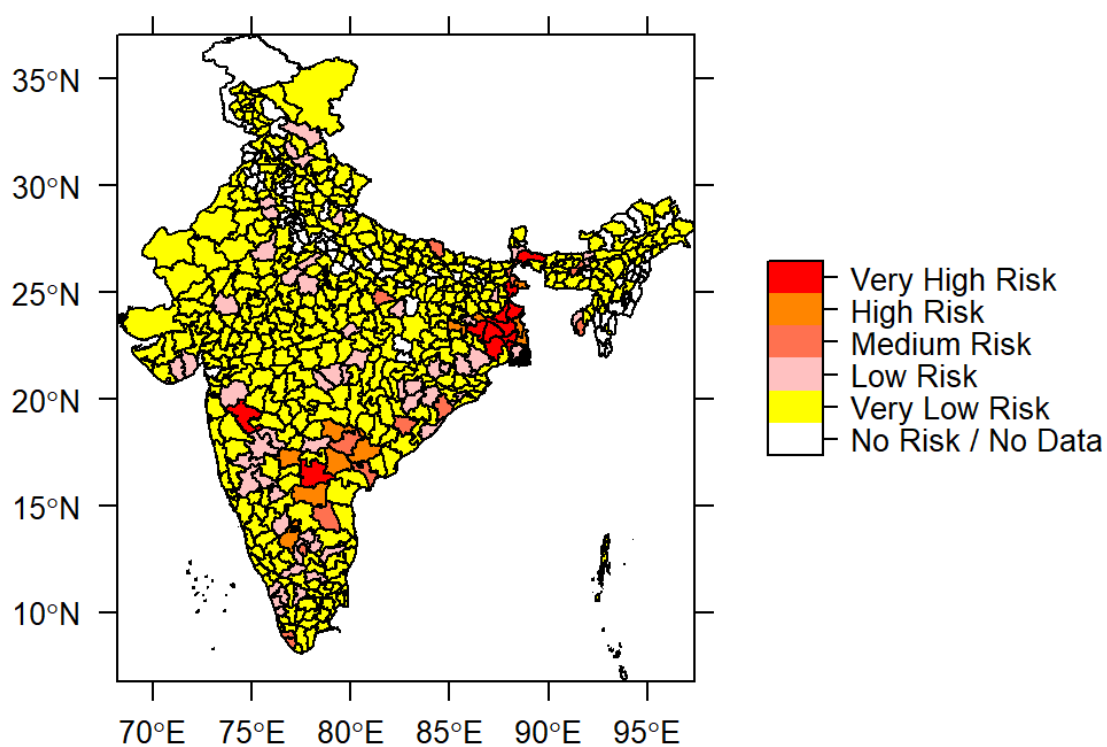 35°N
30°N
25°N
20°N
15°N
10°N
70°E 75°E 80°E 85°E 90°E 95°E
Very High Risk
High Risk
Medium Risk
Low Risk
Very Low Risk
No Risk / No Data